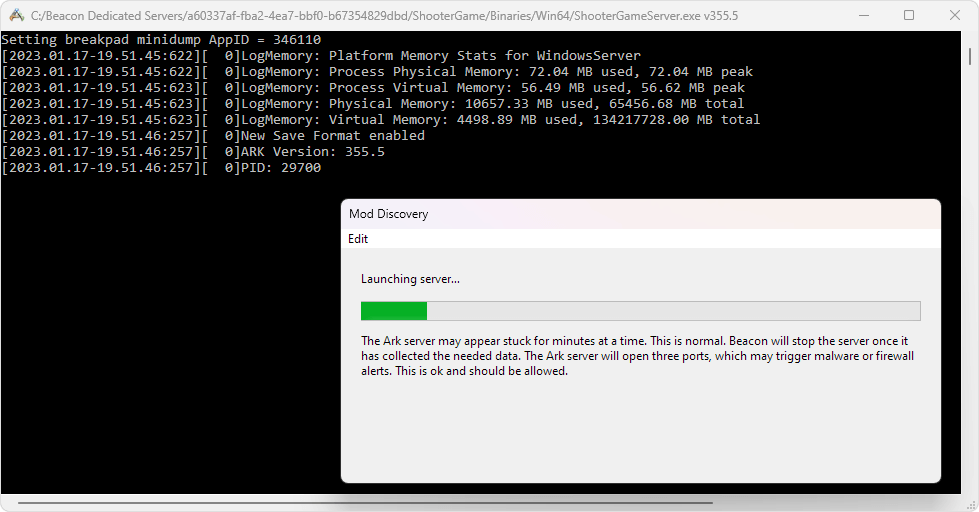 C:/Beacon Dedicated Servers/a60337af-fba2-4ea7-bbf0-b67354829dbd/ShooterGame/Binaries/Win64/ShooterGameServer.exe v355.5
Setting breakpad minidump AppID = 346110
[2023.01.17-19.51.45:622][  0]LogMemory: Platform Memory Stats for WindowsServer
[2023.01.17-19.51.45:622][  0]LogMemory: Process Physical Memory: 72.04 MB used, 72.04 MB peak
[2023.01.17-19.51.45:623][  0]LogMemory: Process Virtual Memory: 56.49 MB used, 56.62 MB peak
[2023.01.17-19.51.45:623][  0]LogMemory: Physical Memory: 10657.33 MB used, 65456.68 MB total
[2023.01.17-19.51.45:623][  0]LogMemory: Virtual Memory: 4498.89 MB used, 134217728.00 MB total
[2023.01.17-19.51.46:257][  0]New Save Format enabled
[2023.01.17-19.51.46:257][  0]ARK Version: 355.5
[2023.01.17-19.51.46:257][  0]PID: 29700
Mod Discovery
Edit
Launching server...
The Ark server may appear stuck for minutes at a time. This is normal. Beacon will stop the server once it
has collected the needed data. The Ark server will open three ports, which may trigger malware or firewall
alerts. This is ok and should be allowed.